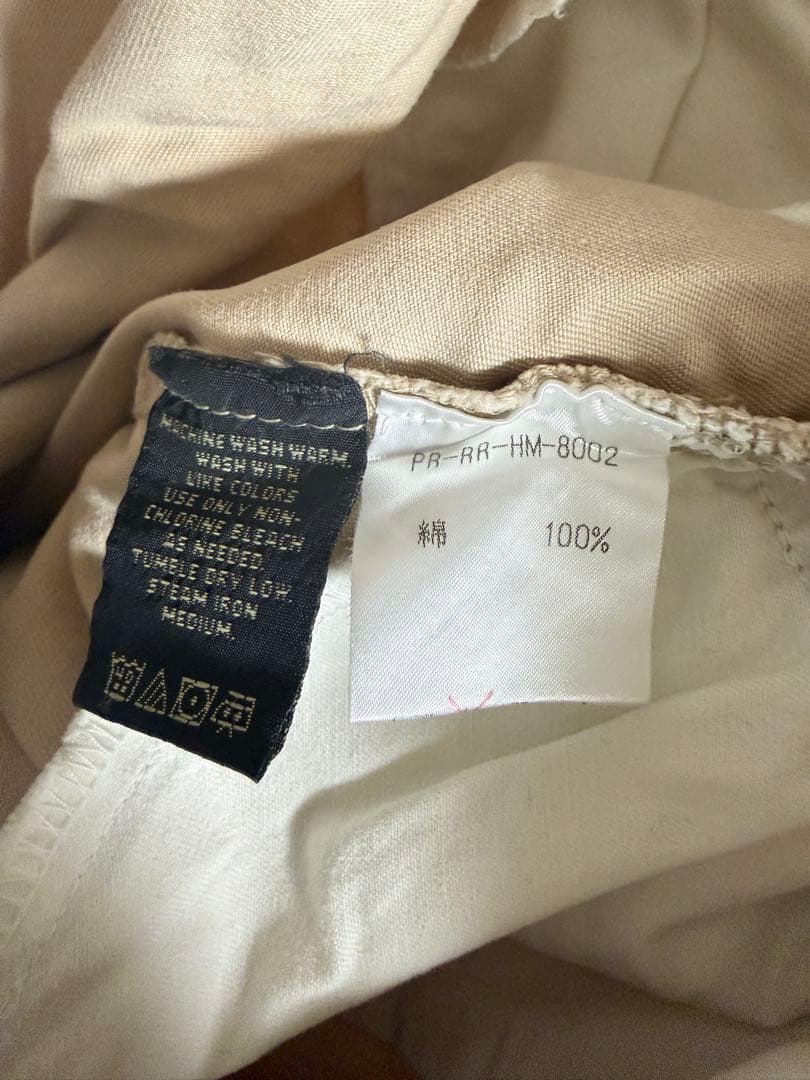 MACHINE WASH WARM.
WASH WITH
LIKE COLORS
USE ONLY NON-
CHLORINE BLEACH
AS NEEDED.
TUMBLE DRY LOW.
STEAM IRON
MEDIUM.
PR-RR-HM-8002
綿 100%